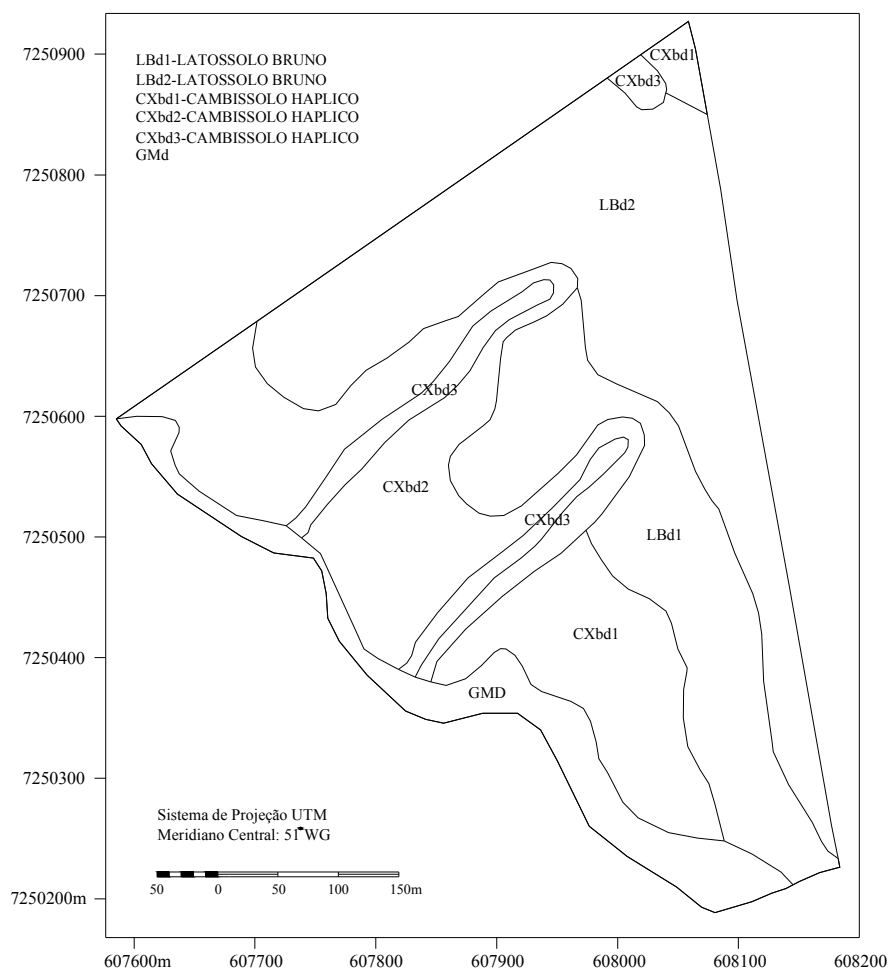 7250900
7250800
7250700
7250600
7250500
7250400
7250300
7250200m
LBd1-LATOSSOLO BRUNO
LBd2-LATOSSOLO BRUNO
CXbd1-CAMBISSOLO HAPLICO
CXbd2-CAMBISSOLO HAPLICO
CXbd3-CAMBISSOLO HAPLICO
GMd
CXbd1
CXbd3
LBd2
CXbd3
CXbd2
CXbd3
LBd1
CXbd1
GMD
Sistema de Projeção UTM
Meridiano Central: 51°WG
50 0 50 100 150m
607600m 607700 607800 607900 608000 608100 608200